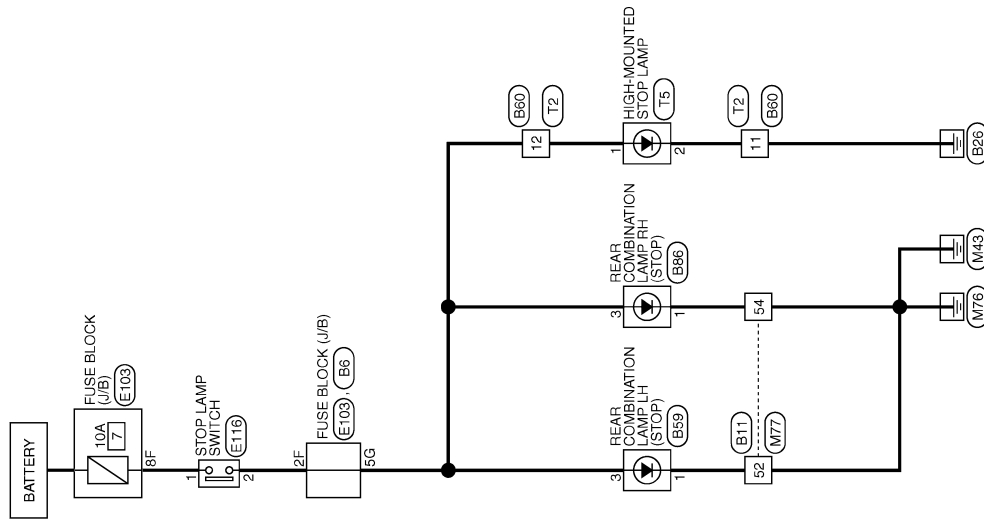 BATTERY
FUSE BLOCK
(J/B)
E103
10A
7
8F
STOP LAMP
SWITCH
E116
1
2
FUSE BLOCK (J/B)
E103 , B6
2F
5G
REAR
COMBINATION
LAMP LH
(STOP)
B59
3
1
B11
M77
52
REAR
COMBINATION
LAMP RH
(STOP)
B86
3
1
54
M76
M43
B60
T2
12
HIGH-MOUNTED
STOP LAMP
T5
1
2
T2
B60
11
B26